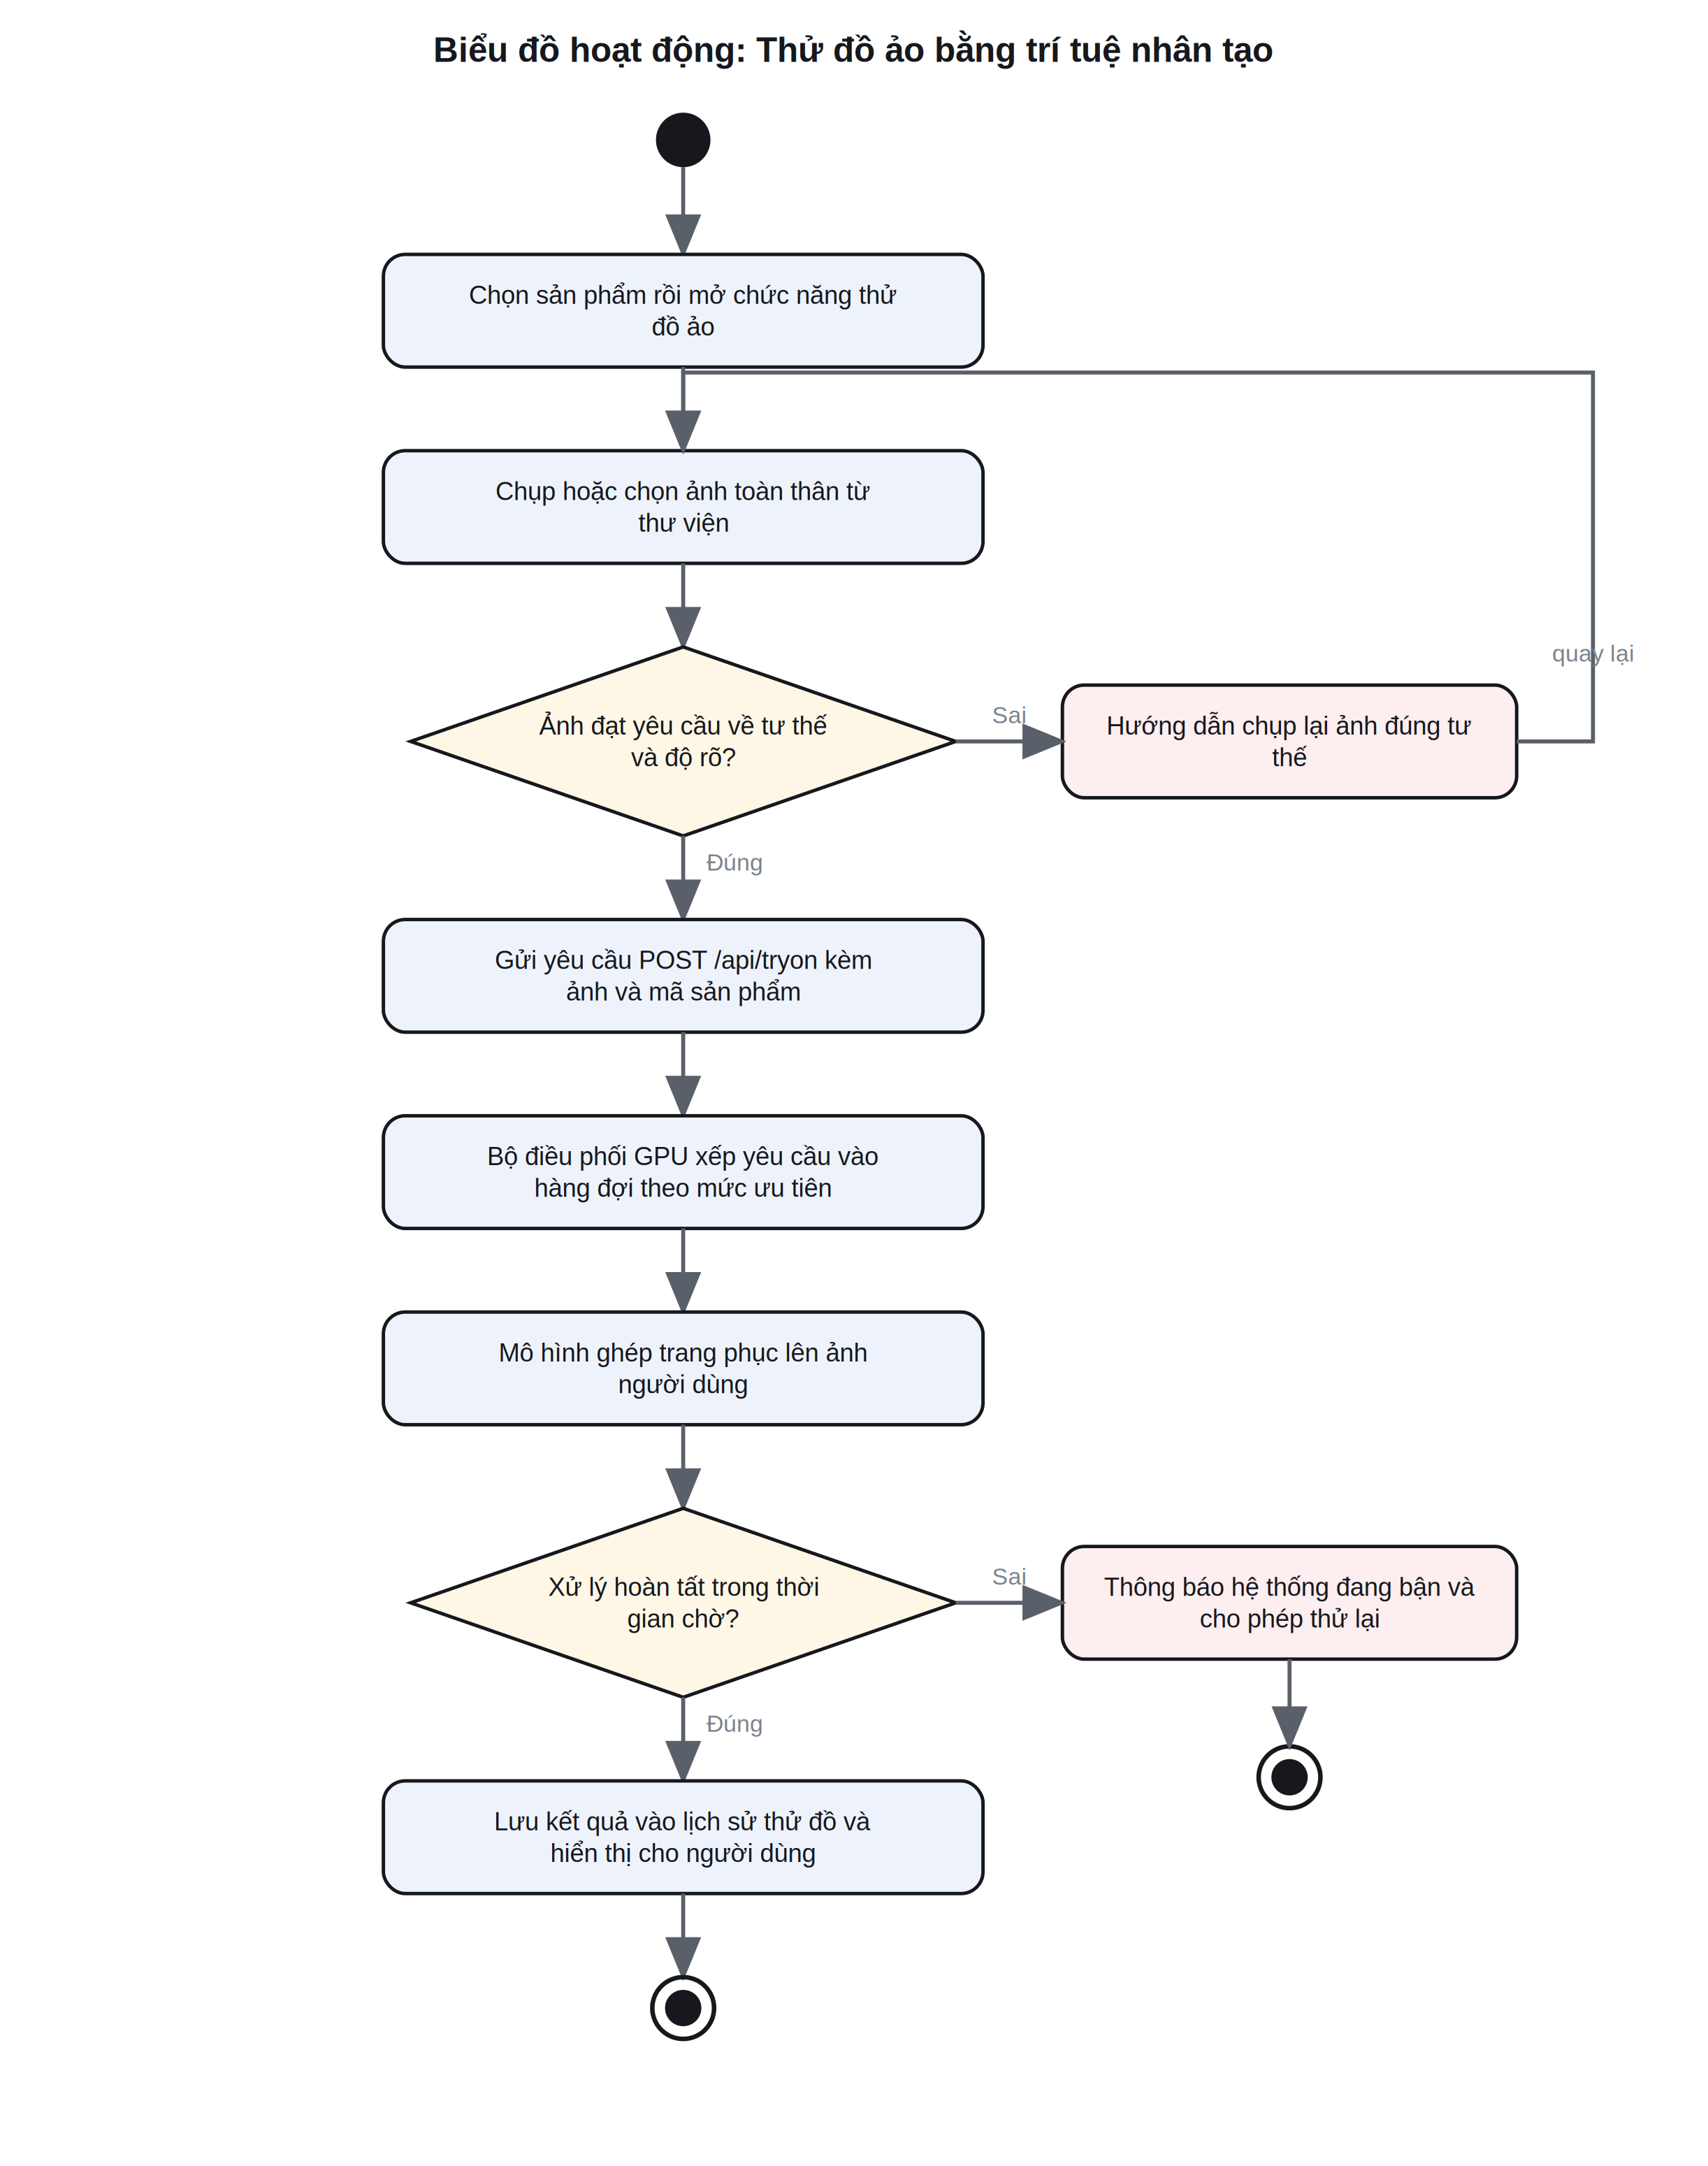 Biểu đồ hoạt động: Thử đồ ảo bằng trí tuệ nhân tạo
Chọn sản phẩm rồi mở chức năng thử
đồ ảo
Chụp hoặc chọn ảnh toàn thân từ
thư viện
quay lại
Ảnh đạt yêu cầu về tư thế
và độ rõ?
Sai
Hướng dẫn chụp lại ảnh đúng tư
thế
Đúng
Gửi yêu cầu POST /api/tryon kèm
ảnh và mã sản phẩm
Bộ điều phối GPU xếp yêu cầu vào
hàng đợi theo mức ưu tiên
Mô hình ghép trang phục lên ảnh
người dùng
Xử lý hoàn tất trong thời
gian chờ?
Sai
Thông báo hệ thống đang bận và
cho phép thử lại
Đúng
Lưu kết quả vào lịch sử thử đồ và
hiển thị cho người dùng